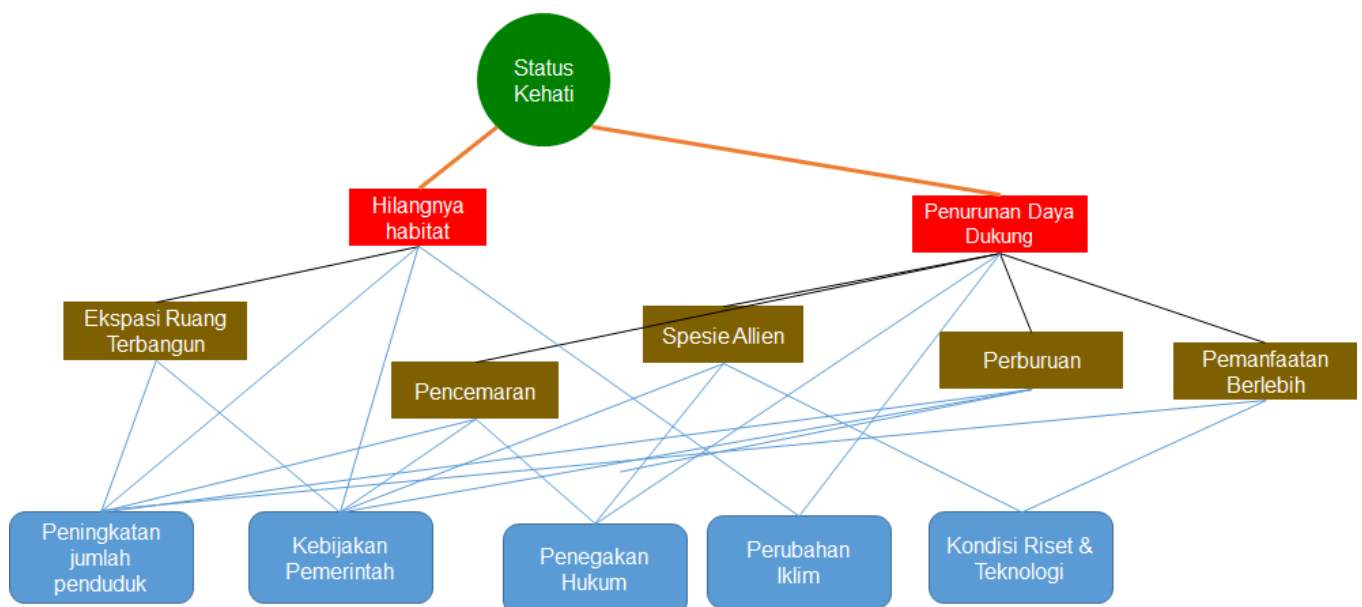 Status
Kehati
Hilangnya
habitat
Penurunan Daya
Dukung
Ekspasi Ruang
Terbangun
Spesie Allien
Perburuan
Pemanfaatan
Berlebih
Pencemaran
Peningkatan
jumlah
penduduk
Kebijakan
Pemerintah
Penegakan
Hukum
Perubahan
Iklim
Kondisi Riset &
Teknologi